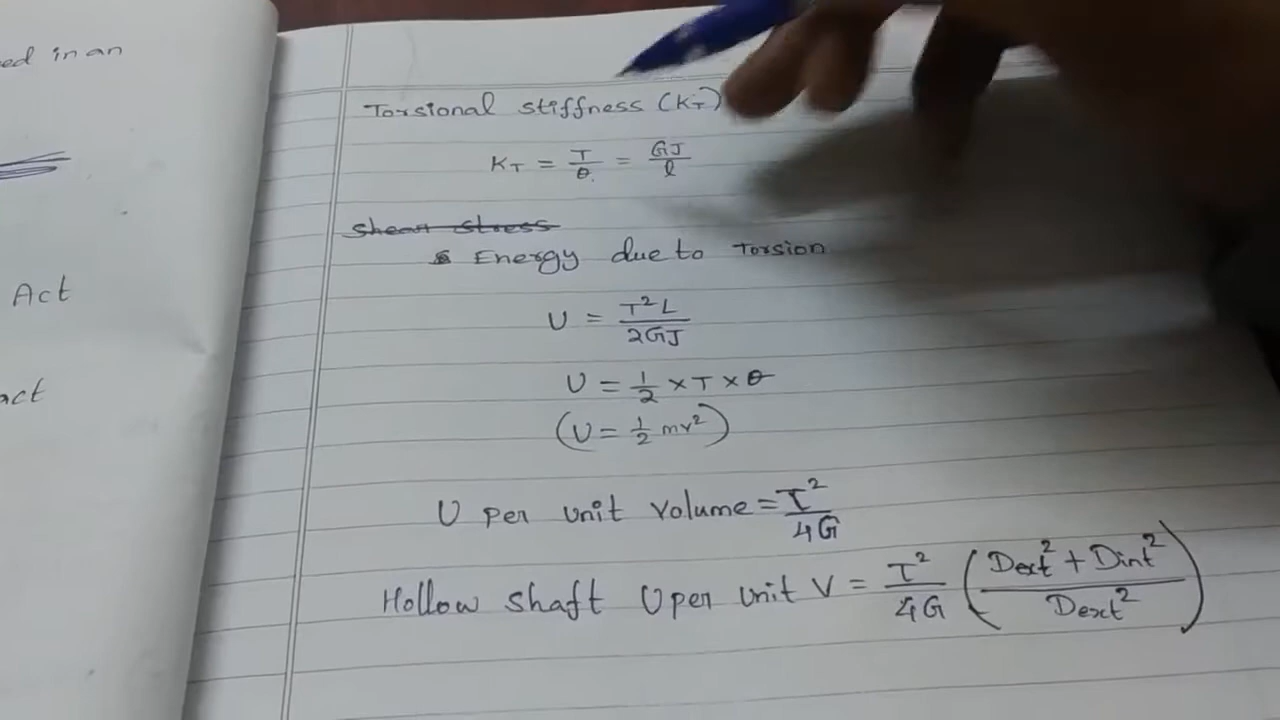 ed in an
Act
act
Torsional stiffness (KT)
KT = T/θ = GJ/l
Shear stress
Energy due to Torsion
U = T²L/2GJ
U = 1/2 × T × θ
(U = 1/2 mv²)
U Per unit Volume = τ²/4G
Hollow shaft U per unit V = τ²/4G (Dext² + Dint²/Dext²)